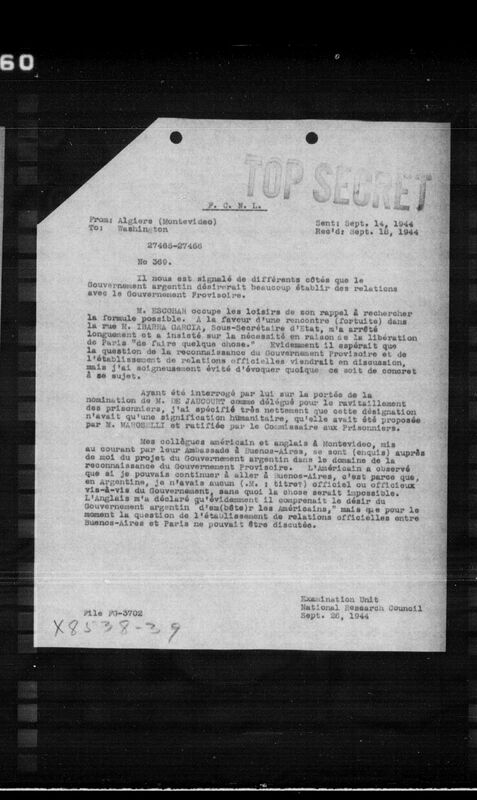 60
TOP SECRET
F. C. N. L.
From: Algiers (Montevideo)
To: Washington
Sent: Sept. 14, 1944
Rec'd: Sept. 18, 1944
27465-27466
No 369.
Il nous est signalé de différents côtés que le
Gouvernement argentin désirerait beaucoup établir des relations
avec le Gouvernement Provisoire.
M. ESCOBAR occupe les loisirs de son rappel à rechercher
la formule possible. A la faveur d'une rencontre (fortuite) dans
la rue M. IBARRA GARCIA, Sous-Secrétaire d'Etat, m'a arrêté
longuement et a insisté sur la nécessité en raison de la libération
de Paris "de faire quelque chose." Evidemment il espérait que
la question de la reconnaissance du Gouvernement Provisoire et de
l'établissement de relations officielles viendrait en discussion,
mais j'ai soigneusement évité d'évoquer quoique ce soit de concret
à se sujet.
Ayant été interrogé par lui sur la portée de la
nomination de M. DE JAUCOURT comme délégué pour le ravitaillement
des prisonniers, j'ai spécifié très nettement que cette désignation
n'avait qu'une signification humanitaire, qu'elle avait été proposée
par M. MAROSELLI et ratifiée par le Commissaire aux Prisonniers.
Mes collègues américain et anglais à Montevideo, mis
au courant par leur Ambassade à Buenos-Aires, se sont (enquis) auprès
de moi du projet du Gouvernement argentin dans le domaine de la
reconnaissance du Gouvernement Provisoire. L'Américain a observé
que si je pouvais continuer à aller à Buenos-Aires, c'est parce que,
en Argentine, je n'avais aucun (.M. : titre?) officiel ou officieux
vis-à-vis du Gouvernement, sans quoi la chose serait impossible.
L'Anglais m'a déclaré qu'évidemment il comprenait le désir du
Gouvernement argentin "d'em(bête)r les Américains," mais que pour le
moment la question de l'établissement de relations officielles entre
Buenos-Aires et Paris ne pouvait être discutée.
Examination Unit
National Research Council
Sept. 26, 1944
File FG-3702
X8538-39